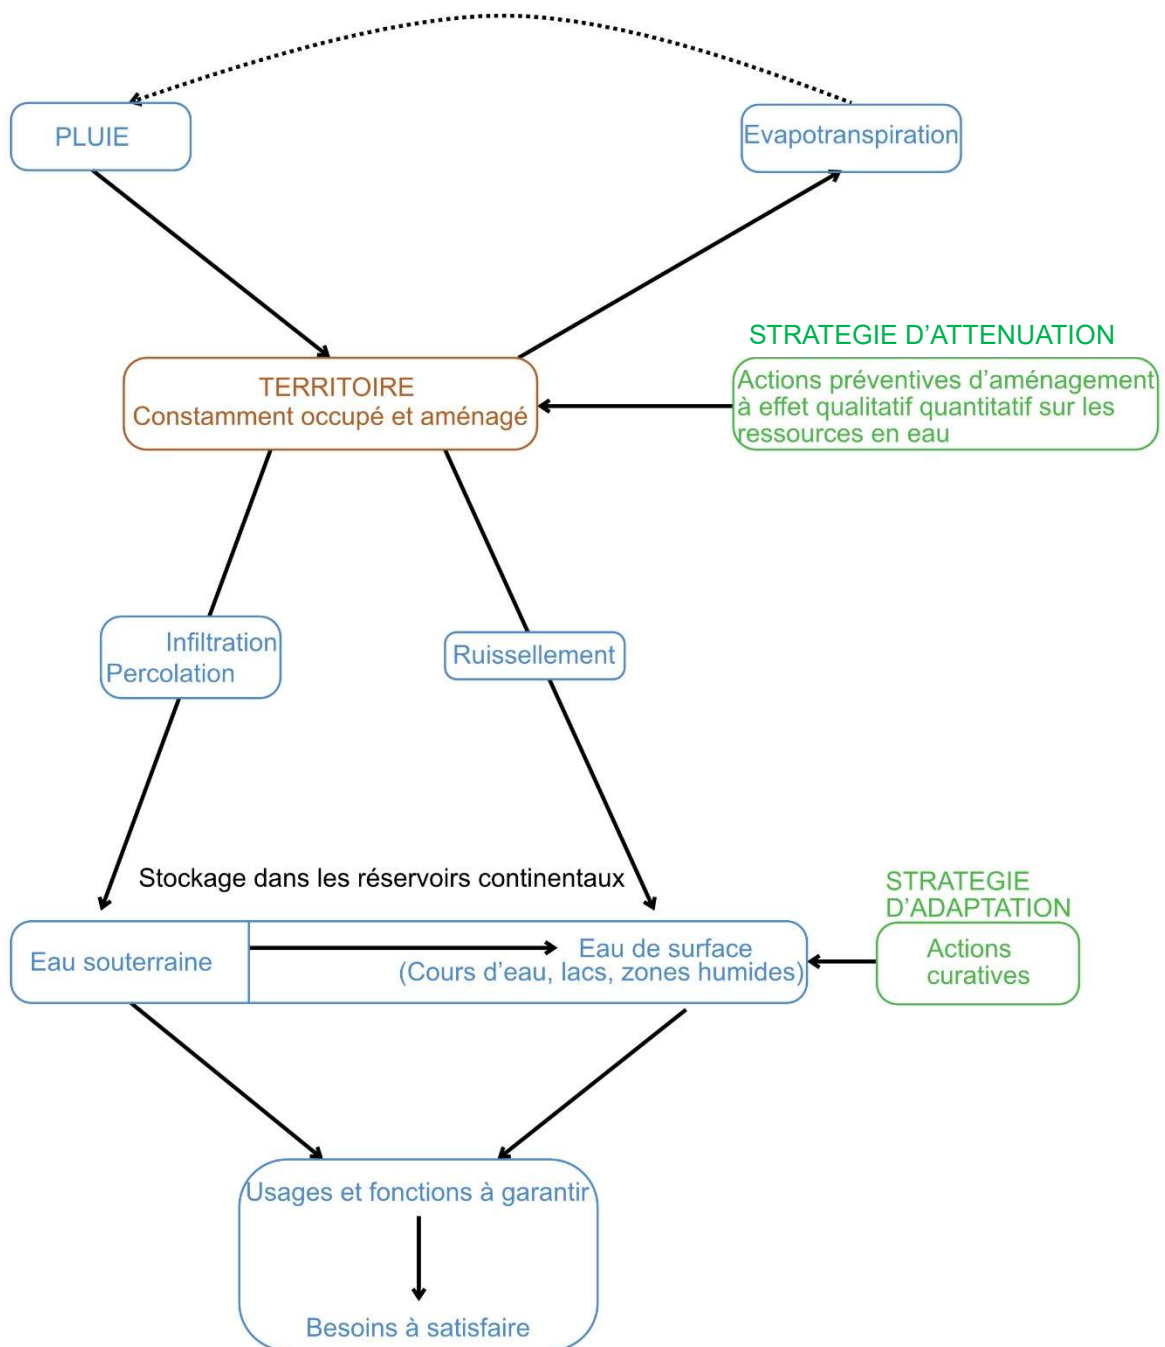 PLUIE
Evapotranspiration
STRATEGIE D’ATTENUATION
TERRITOIRE
Constamment occupé et aménagé
Actions préventives d’aménagement
à effet qualitatif quantitatif sur les
ressources en eau
Infiltration
Percolation
Ruissellement
Stockage dans les réservoirs continentaux
STRATEGIE
D’ADAPTATION
Eau souterraine
Eau de surface
(Cours d’eau, lacs, zones humides)
Actions
curatives
Usages et fonctions à garantir
Besoins à satisfaire